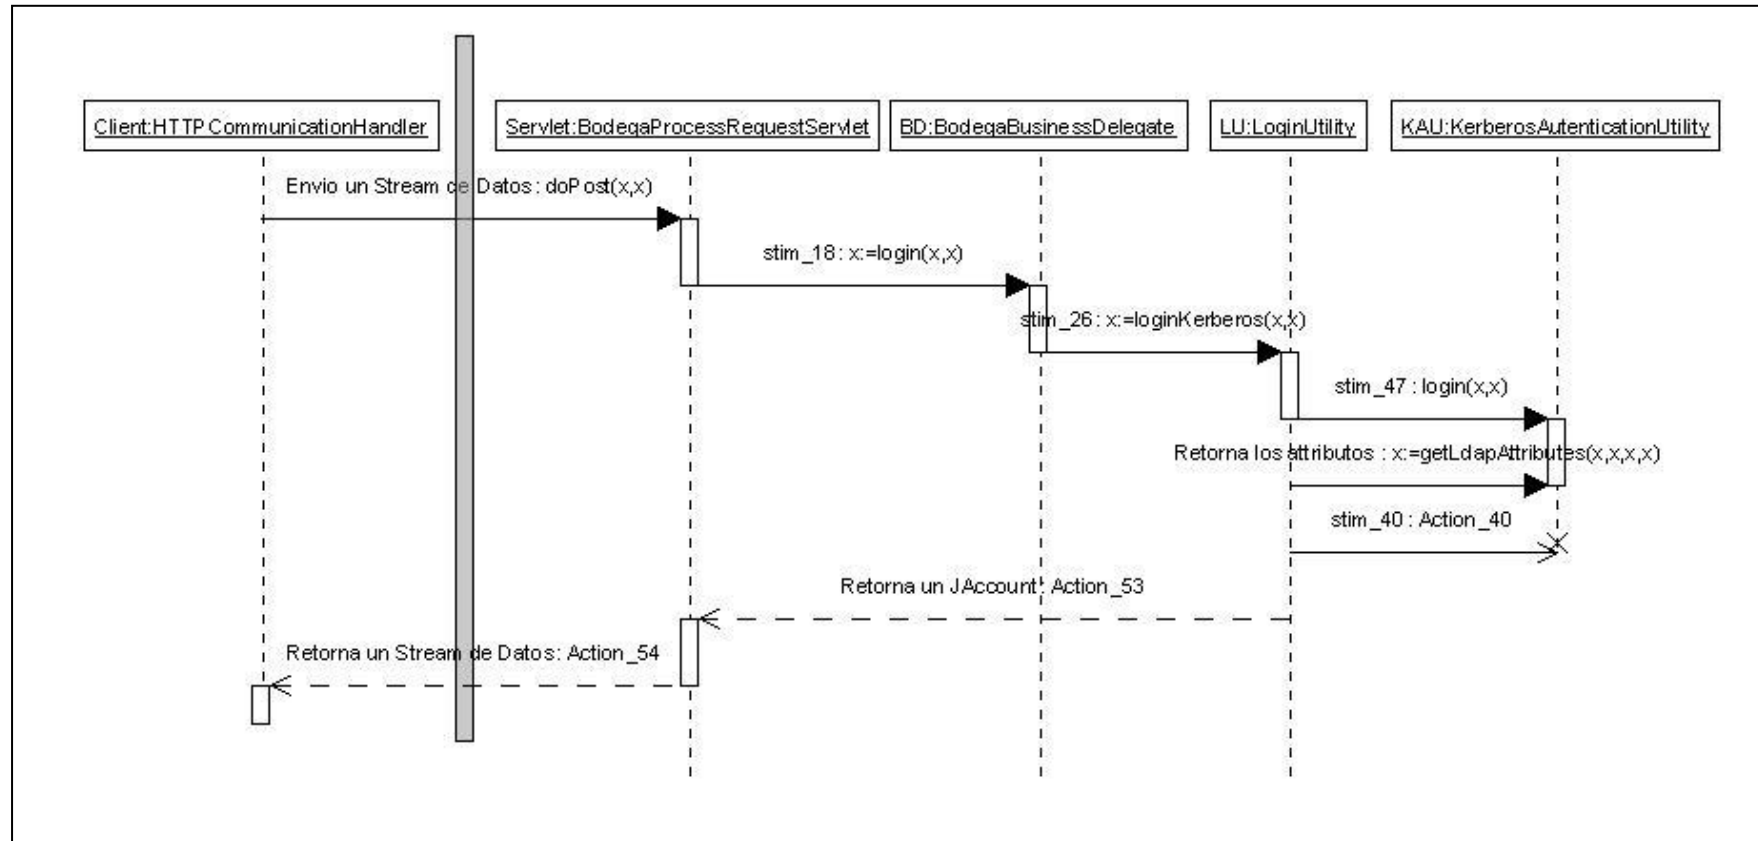 Client:HTTPCommunicationHandler
Servlet:BodegaProcessRequestServlet
BD:BodegaBusinessDelegate
LU:LoginUtility
KAU:KerberosAutenticationUtility
Envio un Stream de Datos : doPost(x,x)
stim_18 : x:=login(x,x)
stim_26 : x:=loginKerberos(x,x)
stim_47 : login(x,x)
Retorna los attributos : x:=getLdapAttributes(x,x,x,x)
stim_40 : Action_40
Retorna un JAccount: Action_53
Retorna un Stream de Datos: Action_54